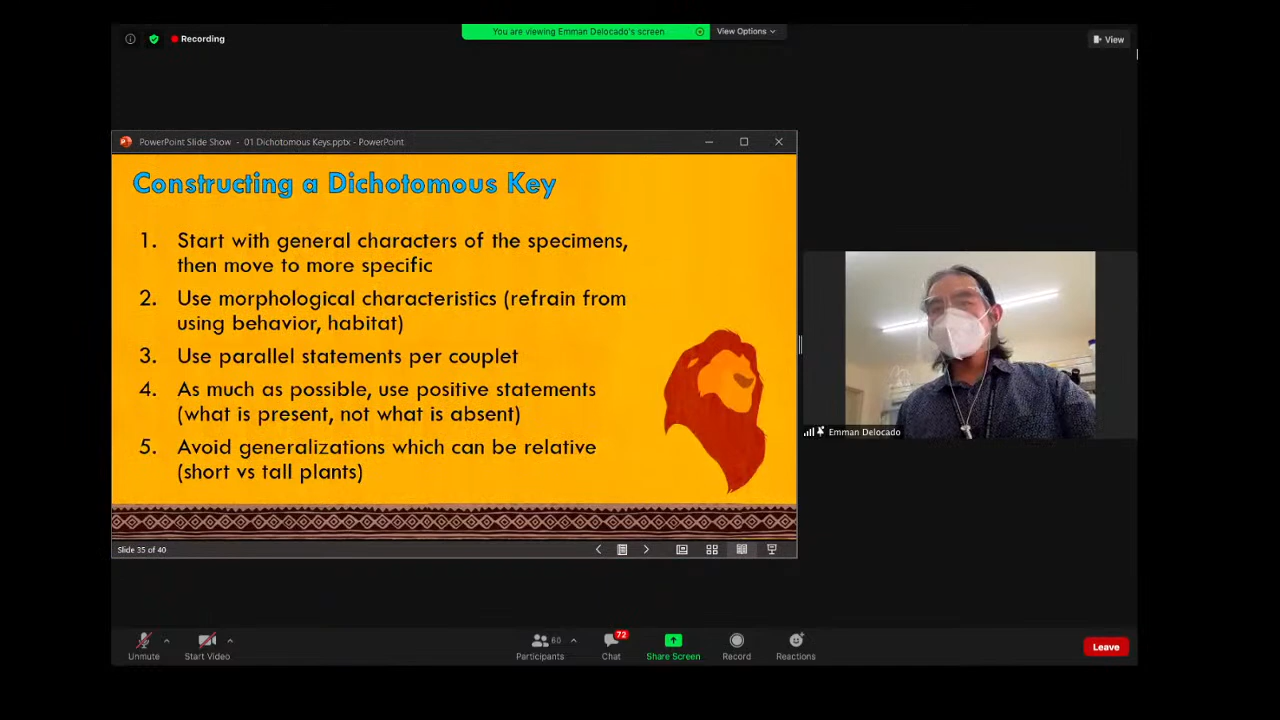 Recording
You are viewing Emman Delocado's screen
View Options
View
PowerPoint Slide Show - 01 Dichotomous Keys.pptx - PowerPoint
Constructing a Dichotomous Key
1. Start with general characters of the specimens,
then move to more specific
2. Use morphological characteristics (refrain from
using behavior, habitat)
3. Use parallel statements per couplet
4. As much as possible, use positive statements
(what is present, not what is absent)
5. Avoid generalizations which can be relative
(short vs tall plants)
Emman Delocado
Slide 35 of 40
Unmute
Start Video
60
Participants
72
Chat
Share Screen
Record
Reactions
Leave